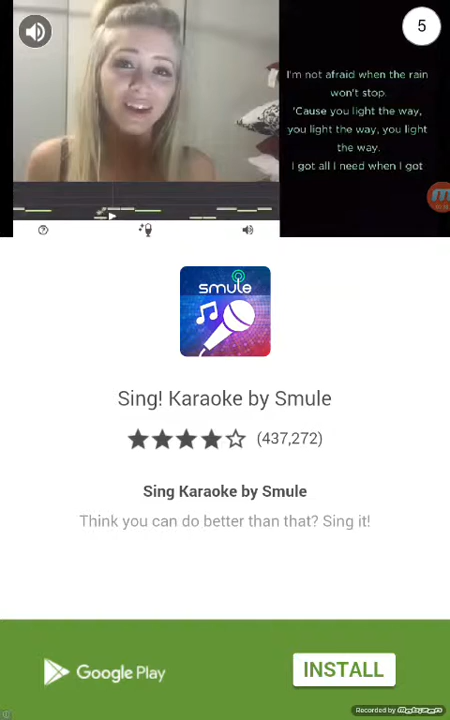 5
I'm not afraid when the rain
won't stop.
'Cause you light the way,
you light the way, you light
the way.
I got all I need when I got
smule
Sing! Karaoke by Smule
(437,272)
Sing Karaoke by Smule
Think you can do better than that? Sing it!
Google Play
INSTALL
Recorded by Mobizen